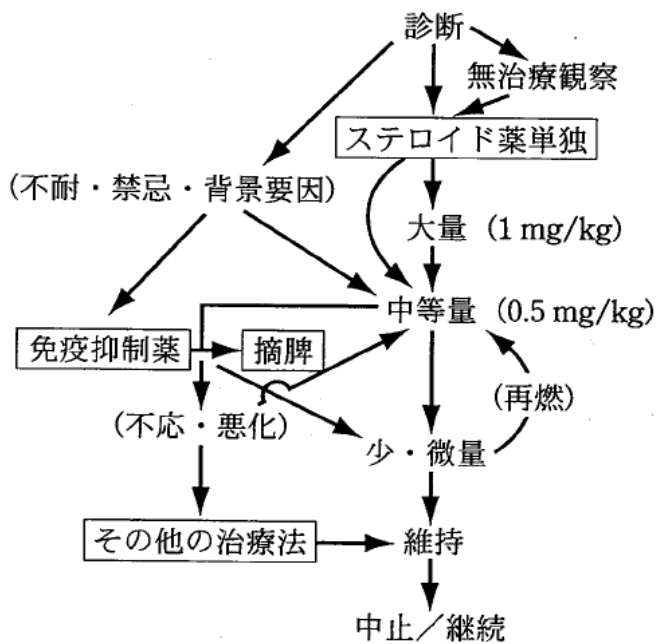 診断
無治療観察
ステロイド薬単独
(不耐・禁忌・背景要因)
大量 (1 mg/kg)
中等量 (0.5 mg/kg)
免疫抑制薬
摘脾
(再燃)
(不応・悪化)
少・微量
その他の治療法
維持
中止/継続